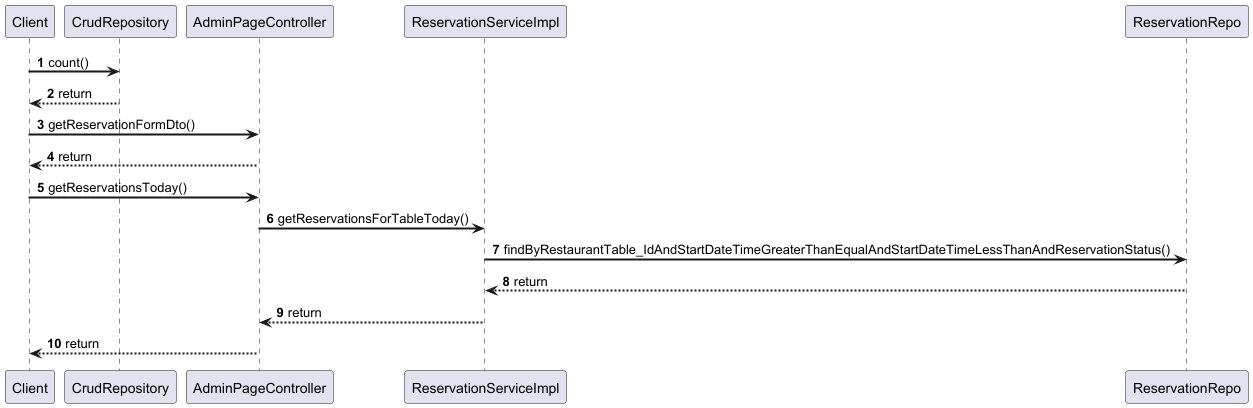 Client CrudRepository AdminPageController ReservationServiceImpl ReservationRepo
1 count()
2 return
3 getReservationFormDto()
4 return
5 getReservationsToday()
6 getReservationsForTableToday()
7 findByRestaurantTable_IdAndStartDateTimeGreaterThanEqualAndStartDateTimeLessThanAndReservationStatus()
8 return
9 return
10 return
Client CrudRepository AdminPageController ReservationServiceImpl ReservationRepo